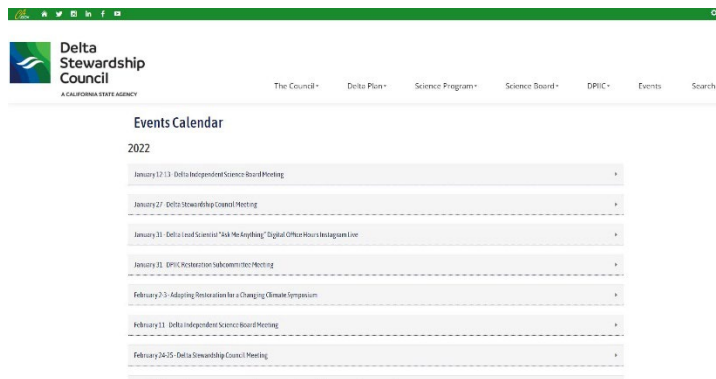 Delta
Stewardship
Council
A CALIFORNIA STATE AGENCY
The Council Delta Plan Science Program Science Board DPIIC Events Search
Events Calendar
2022
January 12-13 - Delta Independent Science Board Meeting
January 27 - Delta Stewardship Council Meeting
January 31 - Delta Lead Scientist "Ask Me Anything" Digital Office Hours Instagram Live
January 31 - DPIIC Restoration Subcommittee Meeting
February 2-3 - Adapting Restoration for a Changing Climate Symposium
February 11 - Delta Independent Science Board Meeting
February 24-25 - Delta Stewardship Council Meeting